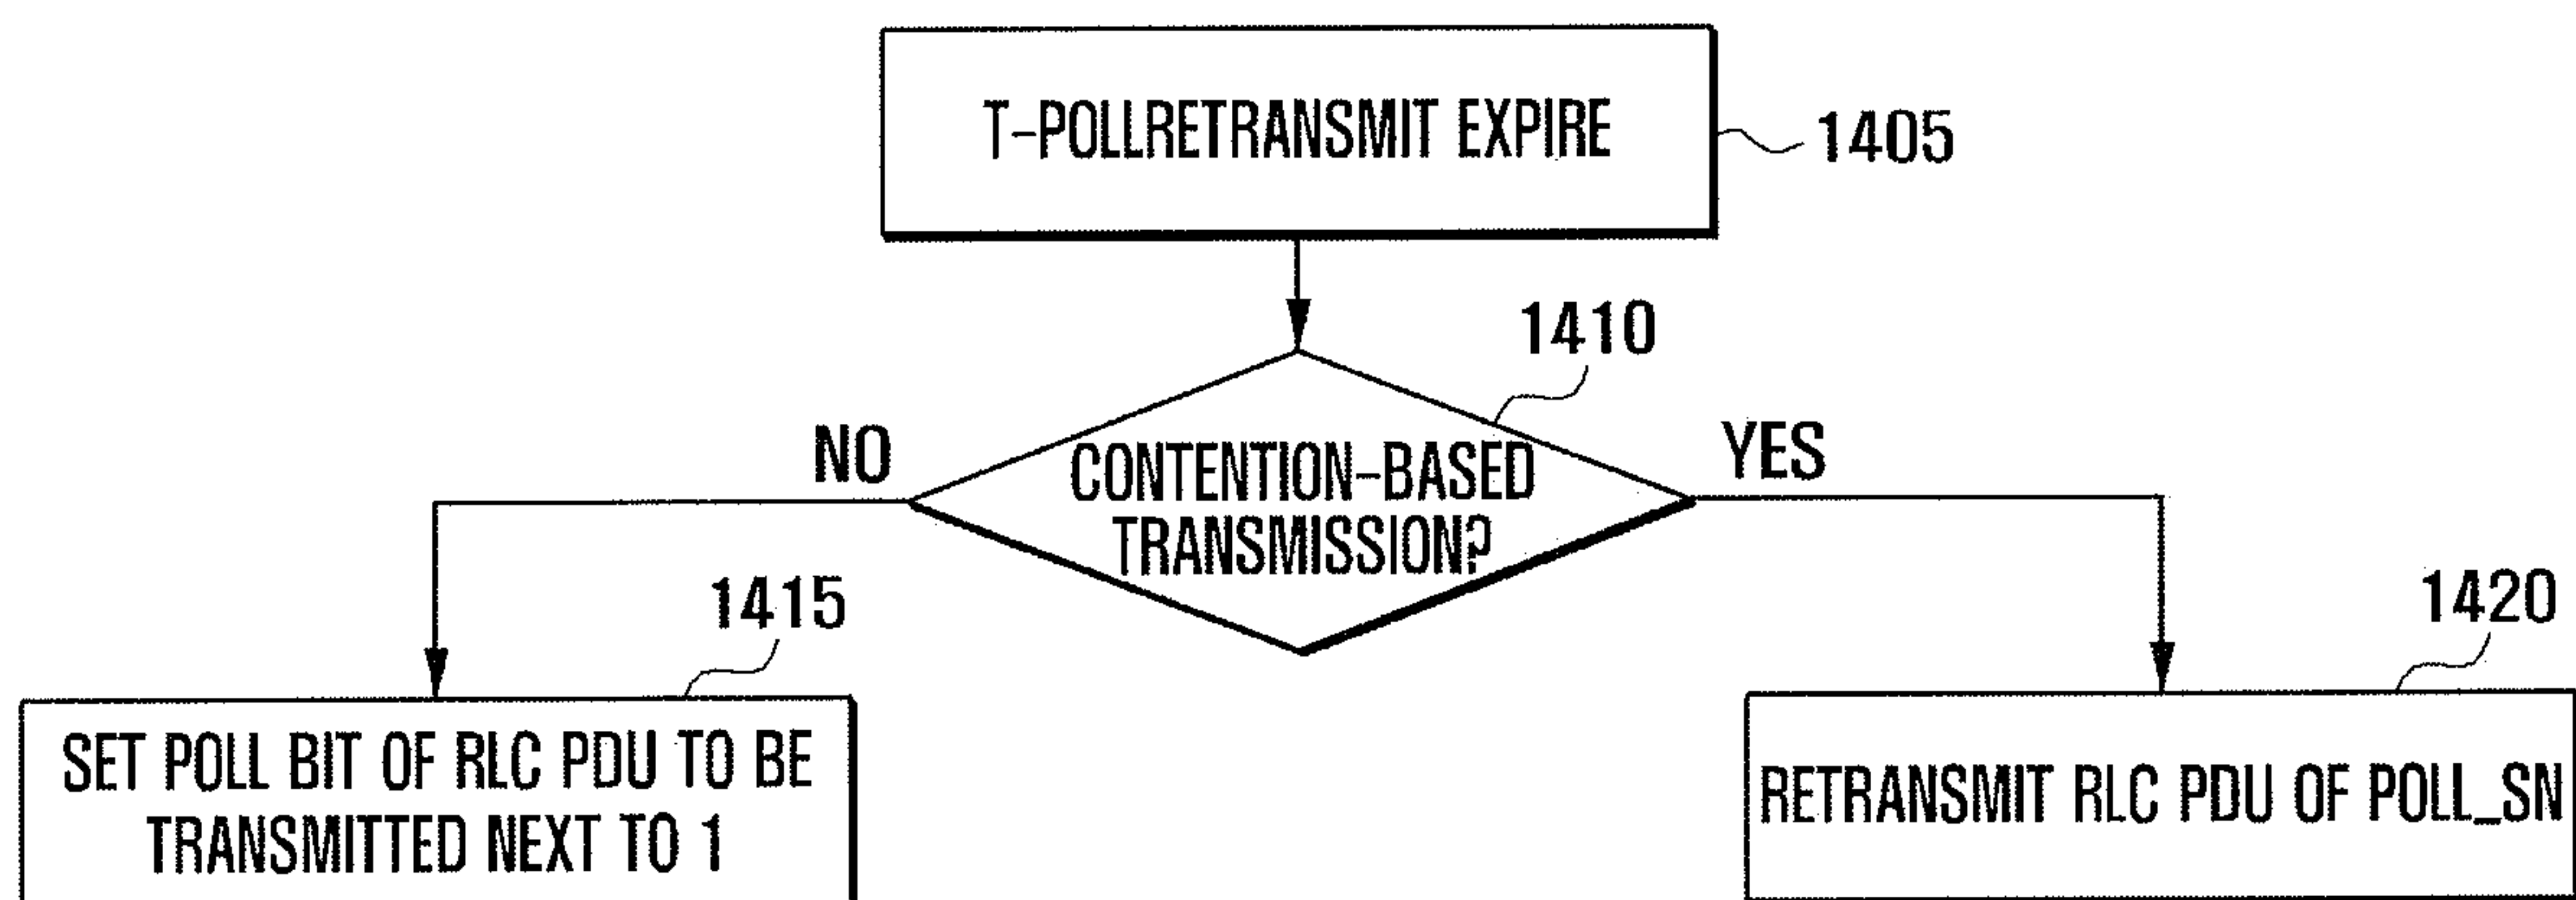 T-POLLRETRANSMIT EXPIRE
1405
1410
NO
CONTENTION-BASED
TRANSMISSION?
YES
1415
1420
SET POLL BIT OF RLC PDU TO BE
TRANSMITTED NEXT TO 1
RETRANSMIT RLC PDU OF POLL_SN